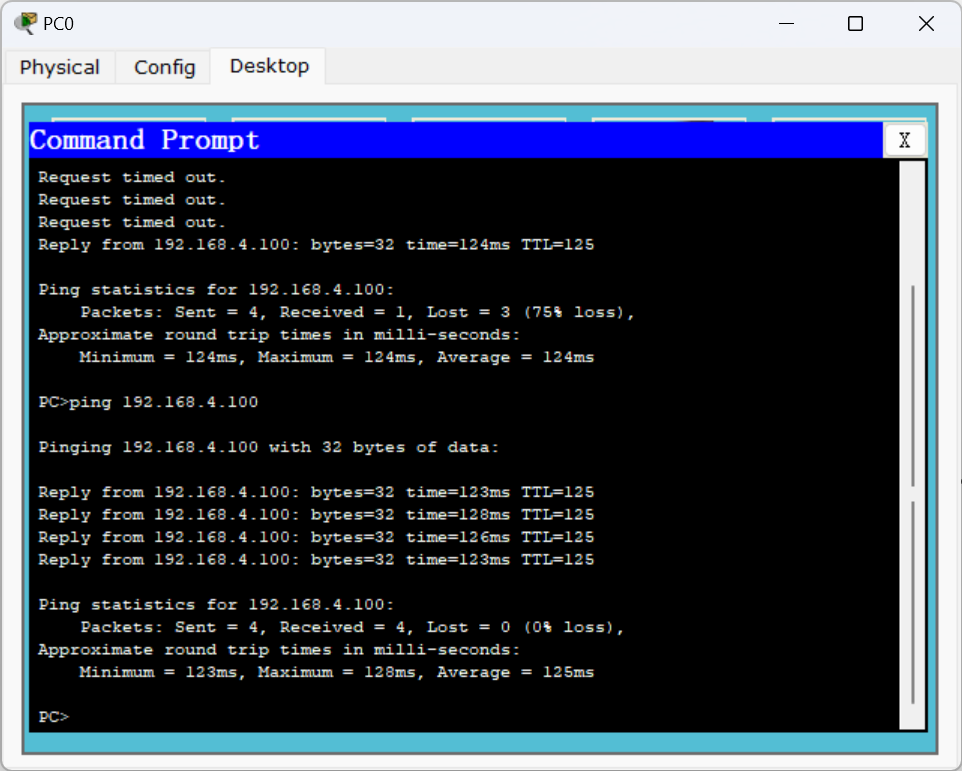 PC0
Physical Config Desktop
Command Prompt X
Request timed out.
Request timed out.
Request timed out.
Reply from 192.168.4.100: bytes=32 time=124ms TTL=125
Ping statistics for 192.168.4.100:
Packets: Sent = 4, Received = 1, Lost = 3 (75% loss),
Approximate round trip times in milli-seconds:
Minimum = 124ms, Maximum = 124ms, Average = 124ms
PC>ping 192.168.4.100
Pinging 192.168.4.100 with 32 bytes of data:
Reply from 192.168.4.100: bytes=32 time=123ms TTL=125
Reply from 192.168.4.100: bytes=32 time=128ms TTL=125
Reply from 192.168.4.100: bytes=32 time=126ms TTL=125
Reply from 192.168.4.100: bytes=32 time=123ms TTL=125
Ping statistics for 192.168.4.100:
Packets: Sent = 4, Received = 4, Lost = 0 (0% loss),
Approximate round trip times in milli-seconds:
Minimum = 123ms, Maximum = 128ms, Average = 125ms
PC>